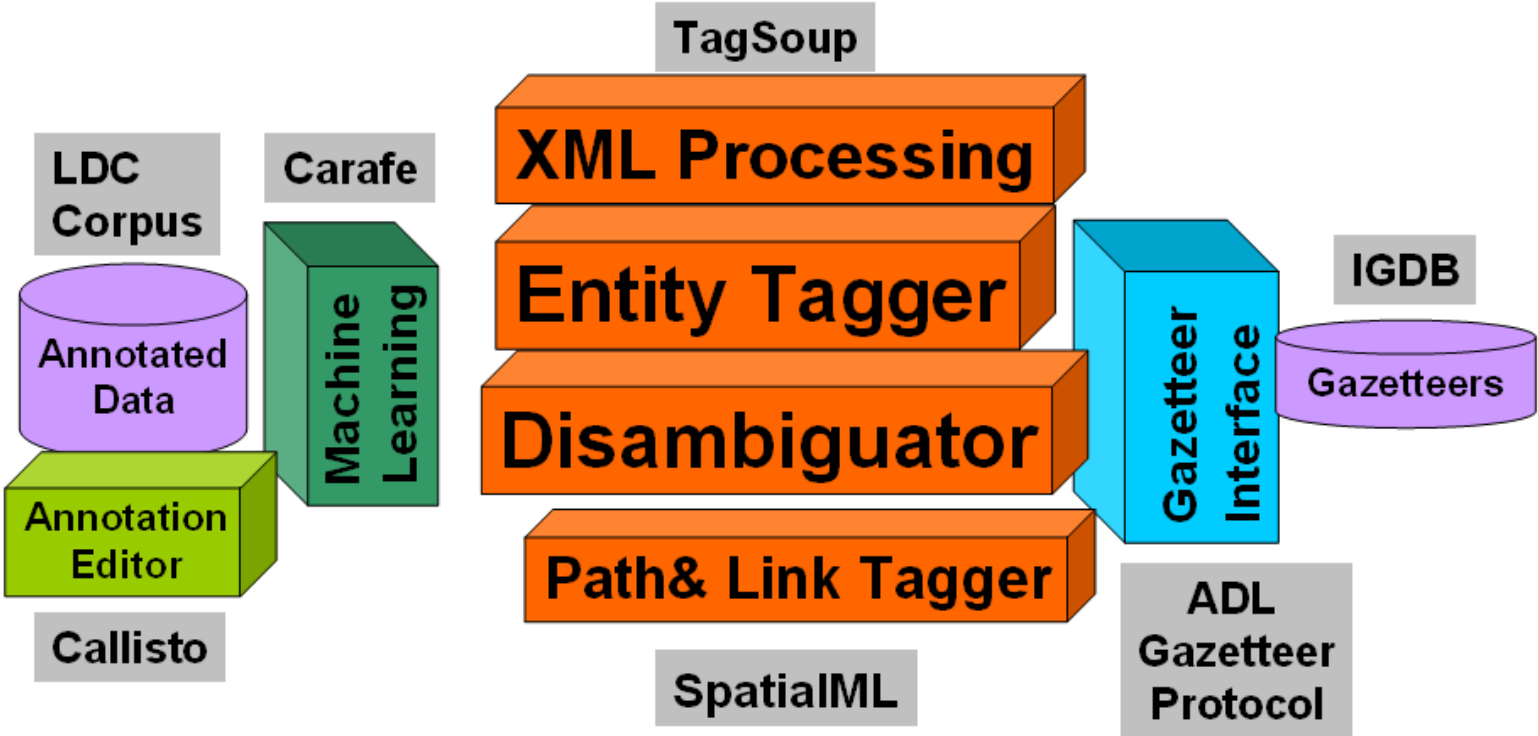 TagSoup
XML Processing
LDC
Corpus
Carafe
Entity Tagger
IGDB
Annotated
Data
Machine
Learning
Disambiguator
Gazetteer
Interface
Gazetteers
Annotation
Editor
Path& Link Tagger
Callisto
SpatialML
ADL
Gazetteer
Protocol